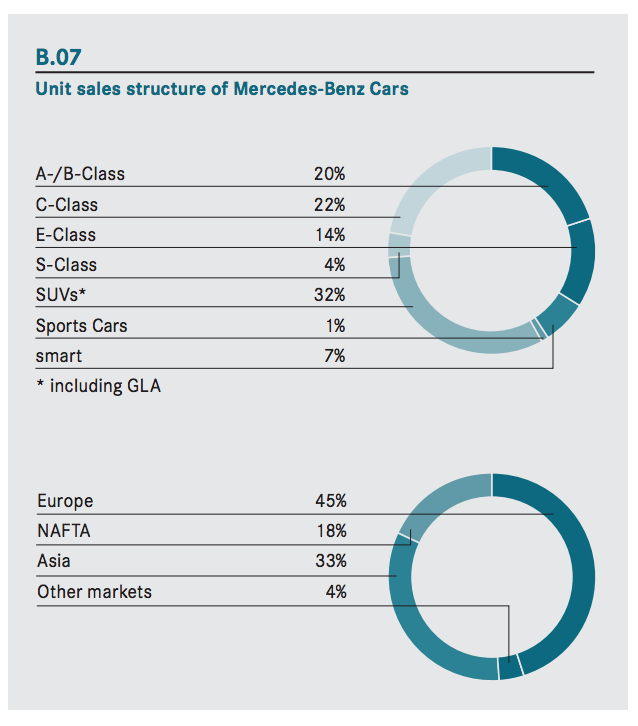 B.07
Unit sales structure of Mercedes-Benz Cars
A-/B-Class 20%
C-Class 22%
E-Class 14%
S-Class 4%
SUVs* 32%
Sports Cars 1%
smart 7%
* including GLA
Europe 45%
NAFTA 18%
Asia 33%
Other markets 4%